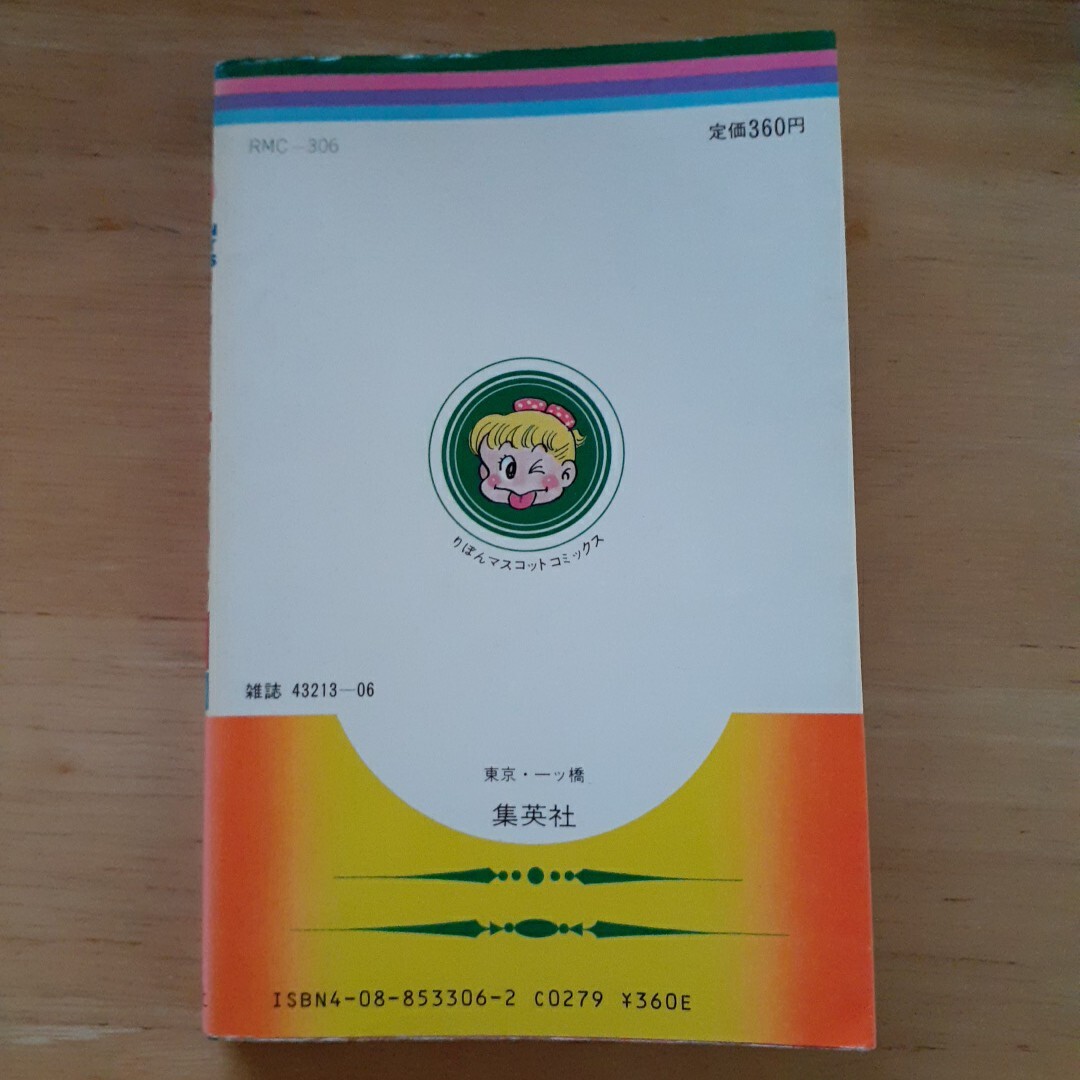 RMC-306
定価360円
りぼんマスコットコミックス
雑誌 43213-06
東京・一ッ橋
集英社
ISBN4-08-853306-2 C0279 ¥360E